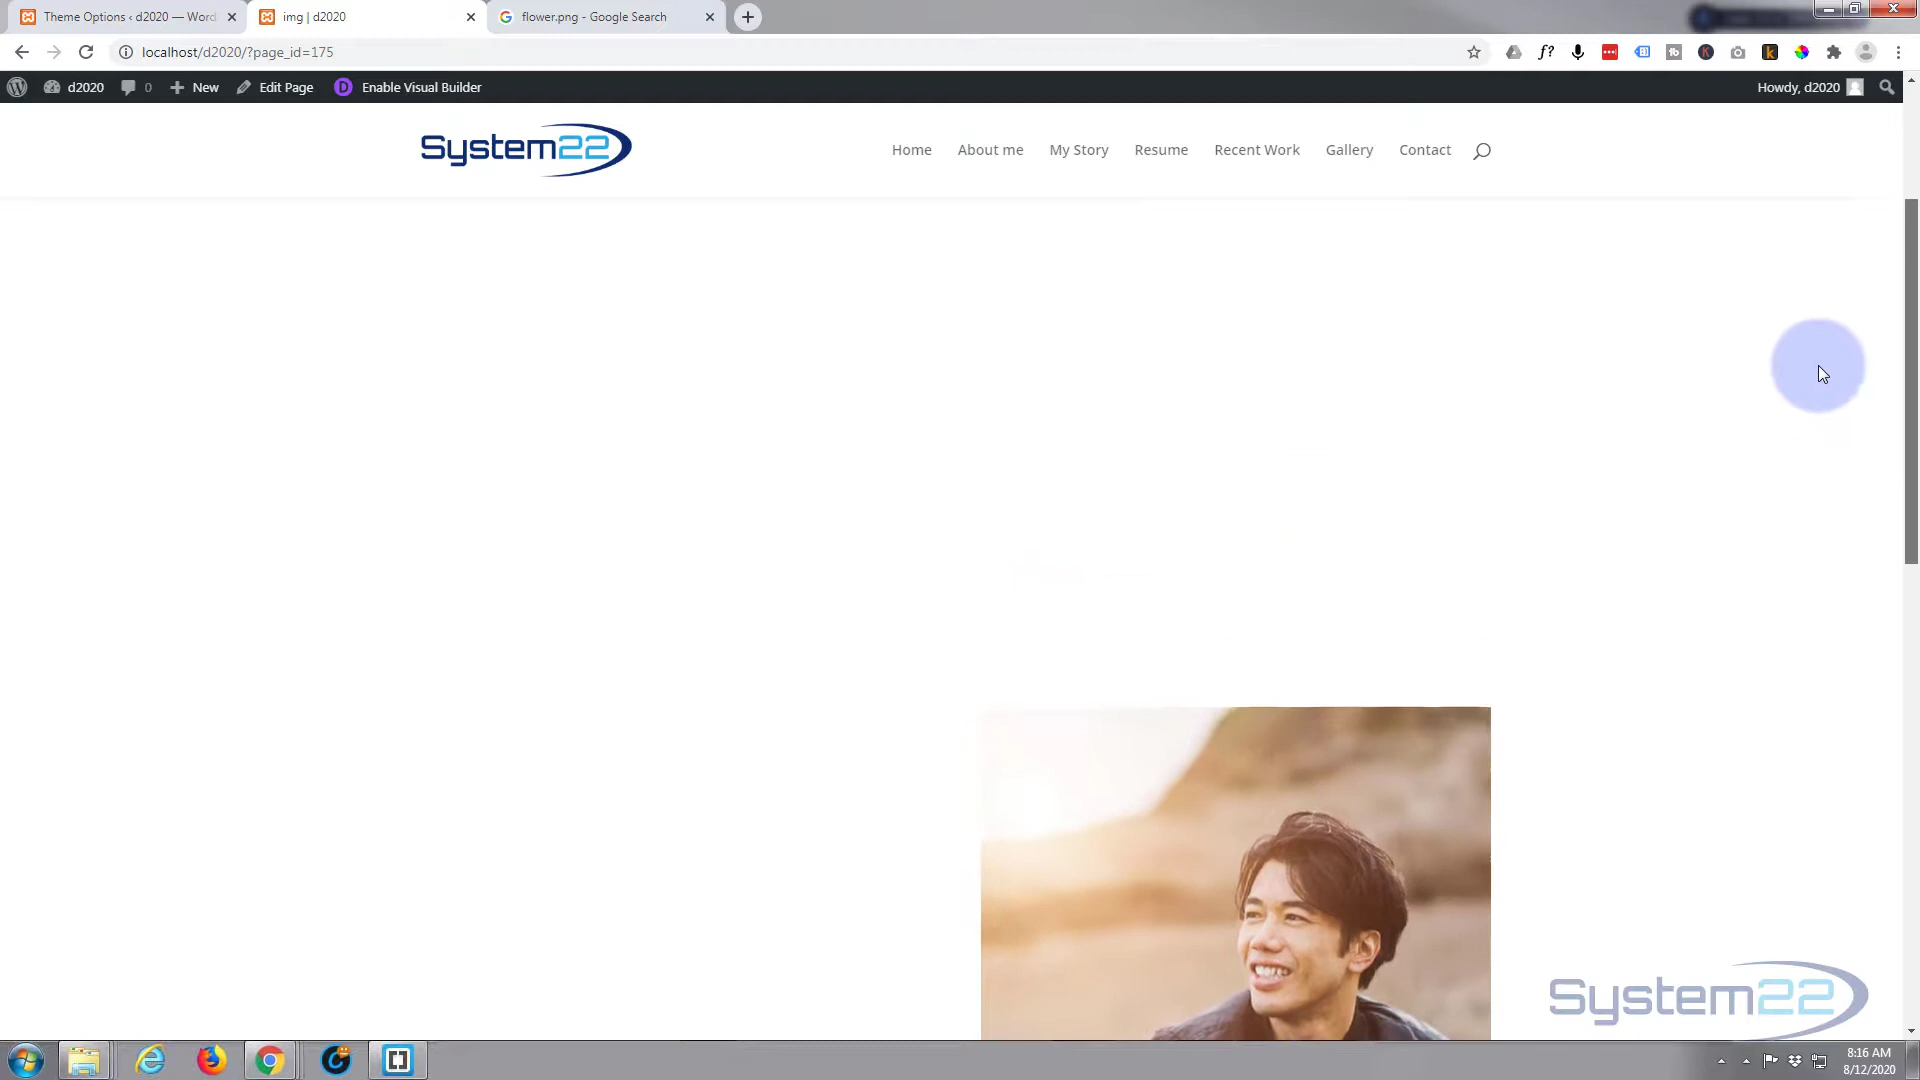 Theme Options ‹ d2020 — Word
img | d2020
flower.png - Google Search
localhost/d2020/?page_id=175
f?
d2020
0
New
Edit Page
D
Enable Visual Builder
Howdy, d2020
System22
Home
About me
My Story
Resume
Recent Work
Gallery
Contact
System22
8:16 AM
8/12/2020